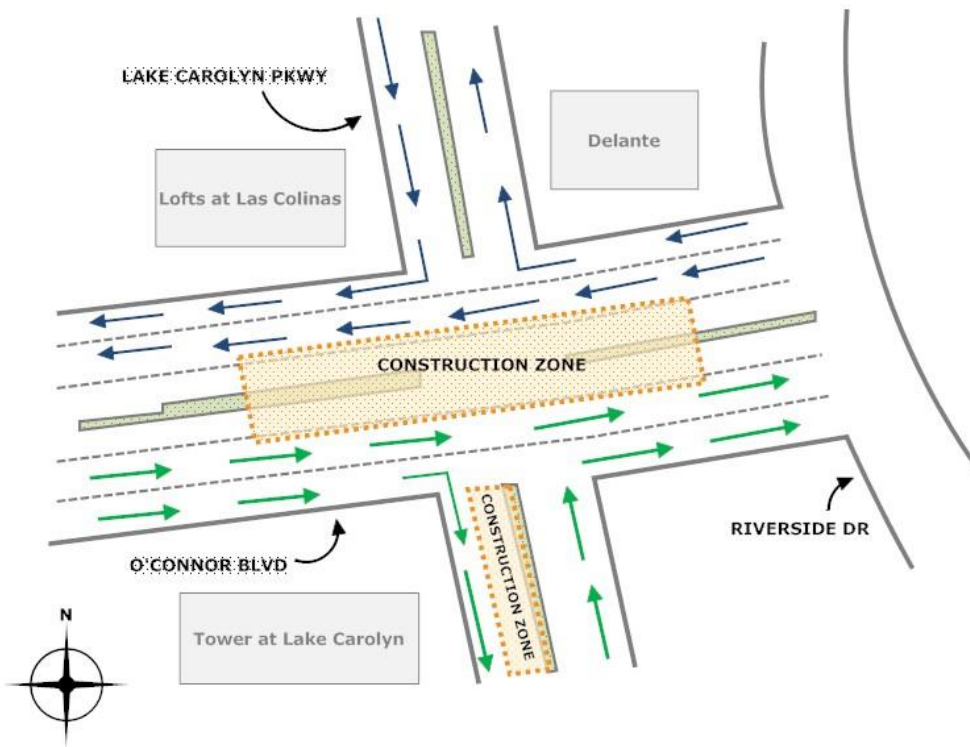 LAKE CAROLYN PKWY
Delante
Lofts at Las Colinas
CONSTRUCTION ZONE
CONSTRUCTION ZONE
RIVERSIDE DR
O'CONNOR BLVD
Tower at Lake Carolyn
N